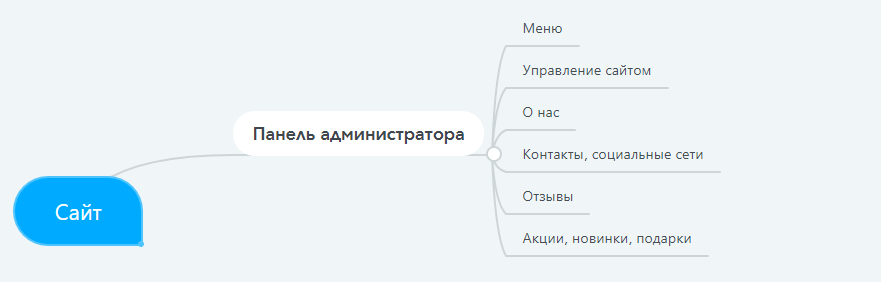 Меню
Управление сайтом
О нас
Панель администратора
Контакты, социальные сети
Отзывы
Сайт
Акции, новинки, подарки